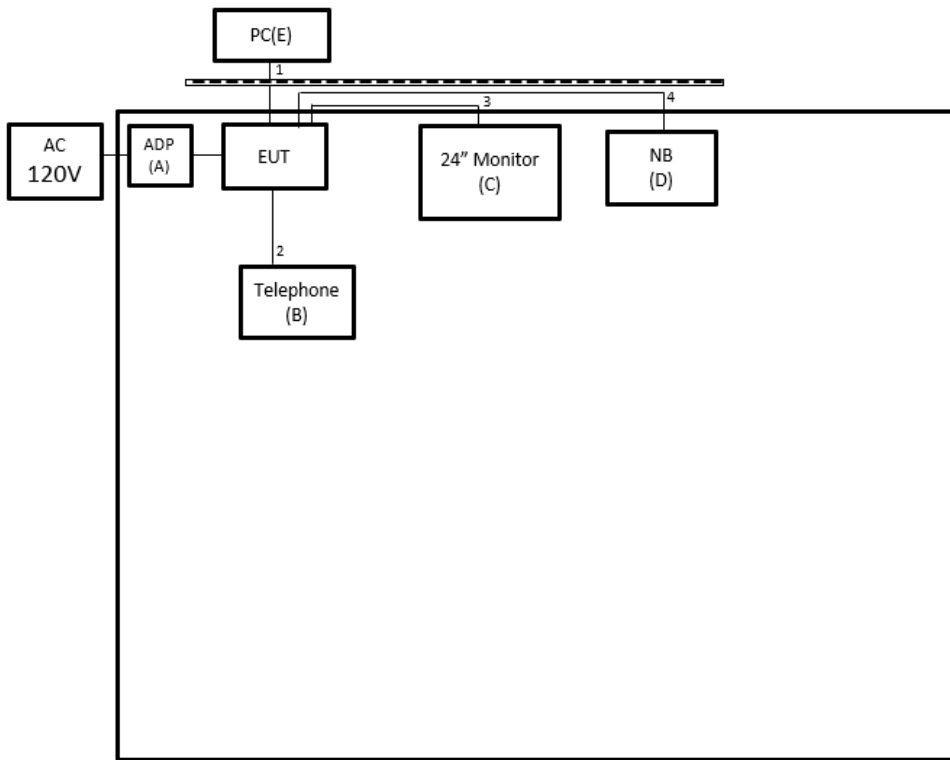 PC(E)
1
3
4
AC
120V
ADP
(A)
EUT
24” Monitor
(C)
NB
(D)
2
Telephone
(B)